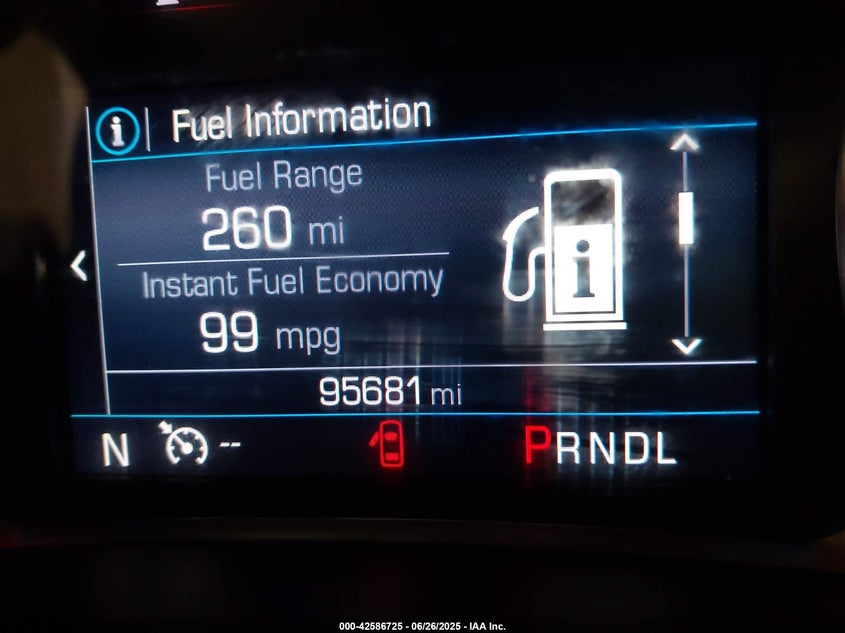 Fuel Information
Fuel Range
260 mi
Instant Fuel Economy
99 mpg
95681 mi
N -- PRNDL
000-42586725 - 06/26/2025 - IAA Inc.